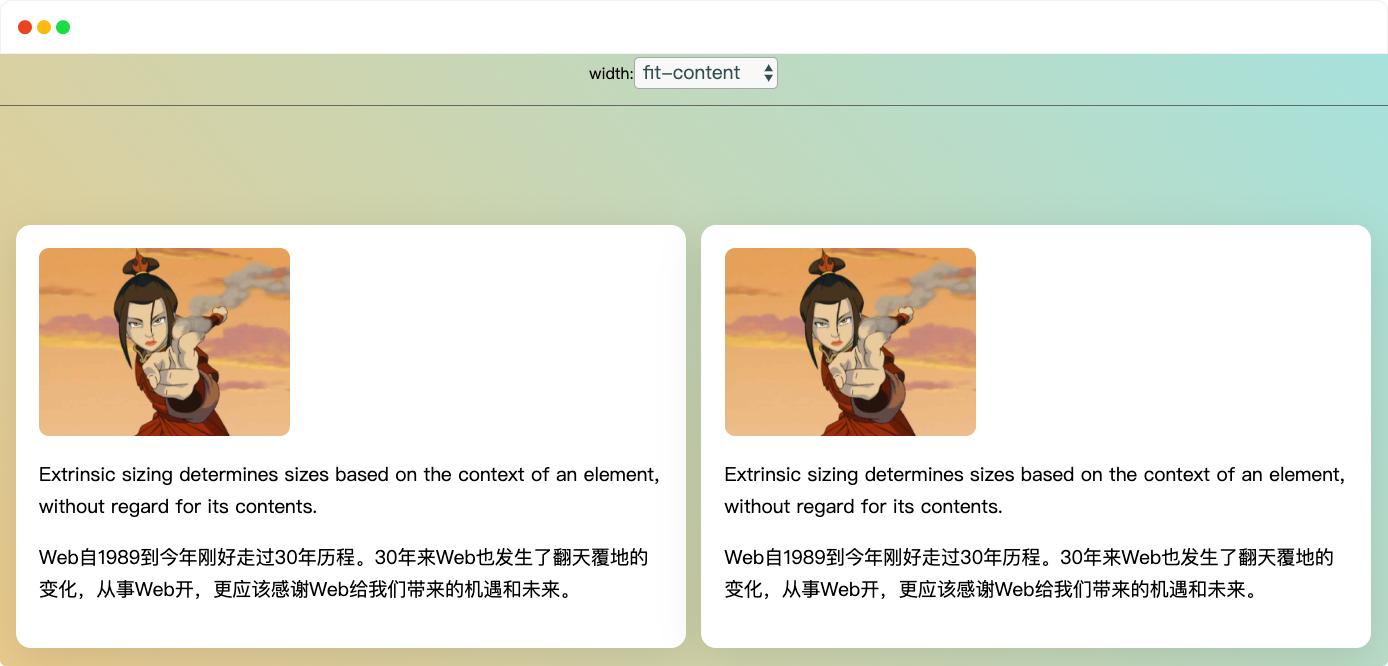 width: fit-content
Extrinsic sizing determines sizes based on the context of an element,
without regard for its contents.
Web自1989到今年刚好走过30年历程。30年来Web也发生了翻天覆地的
变化，从事Web开，更应该感谢Web给我们带来的机遇和未来。
Extrinsic sizing determines sizes based on the context of an element,
without regard for its contents.
Web自1989到今年刚好走过30年历程。30年来Web也发生了翻天覆地的
变化，从事Web开，更应该感谢Web给我们带来的机遇和未来。